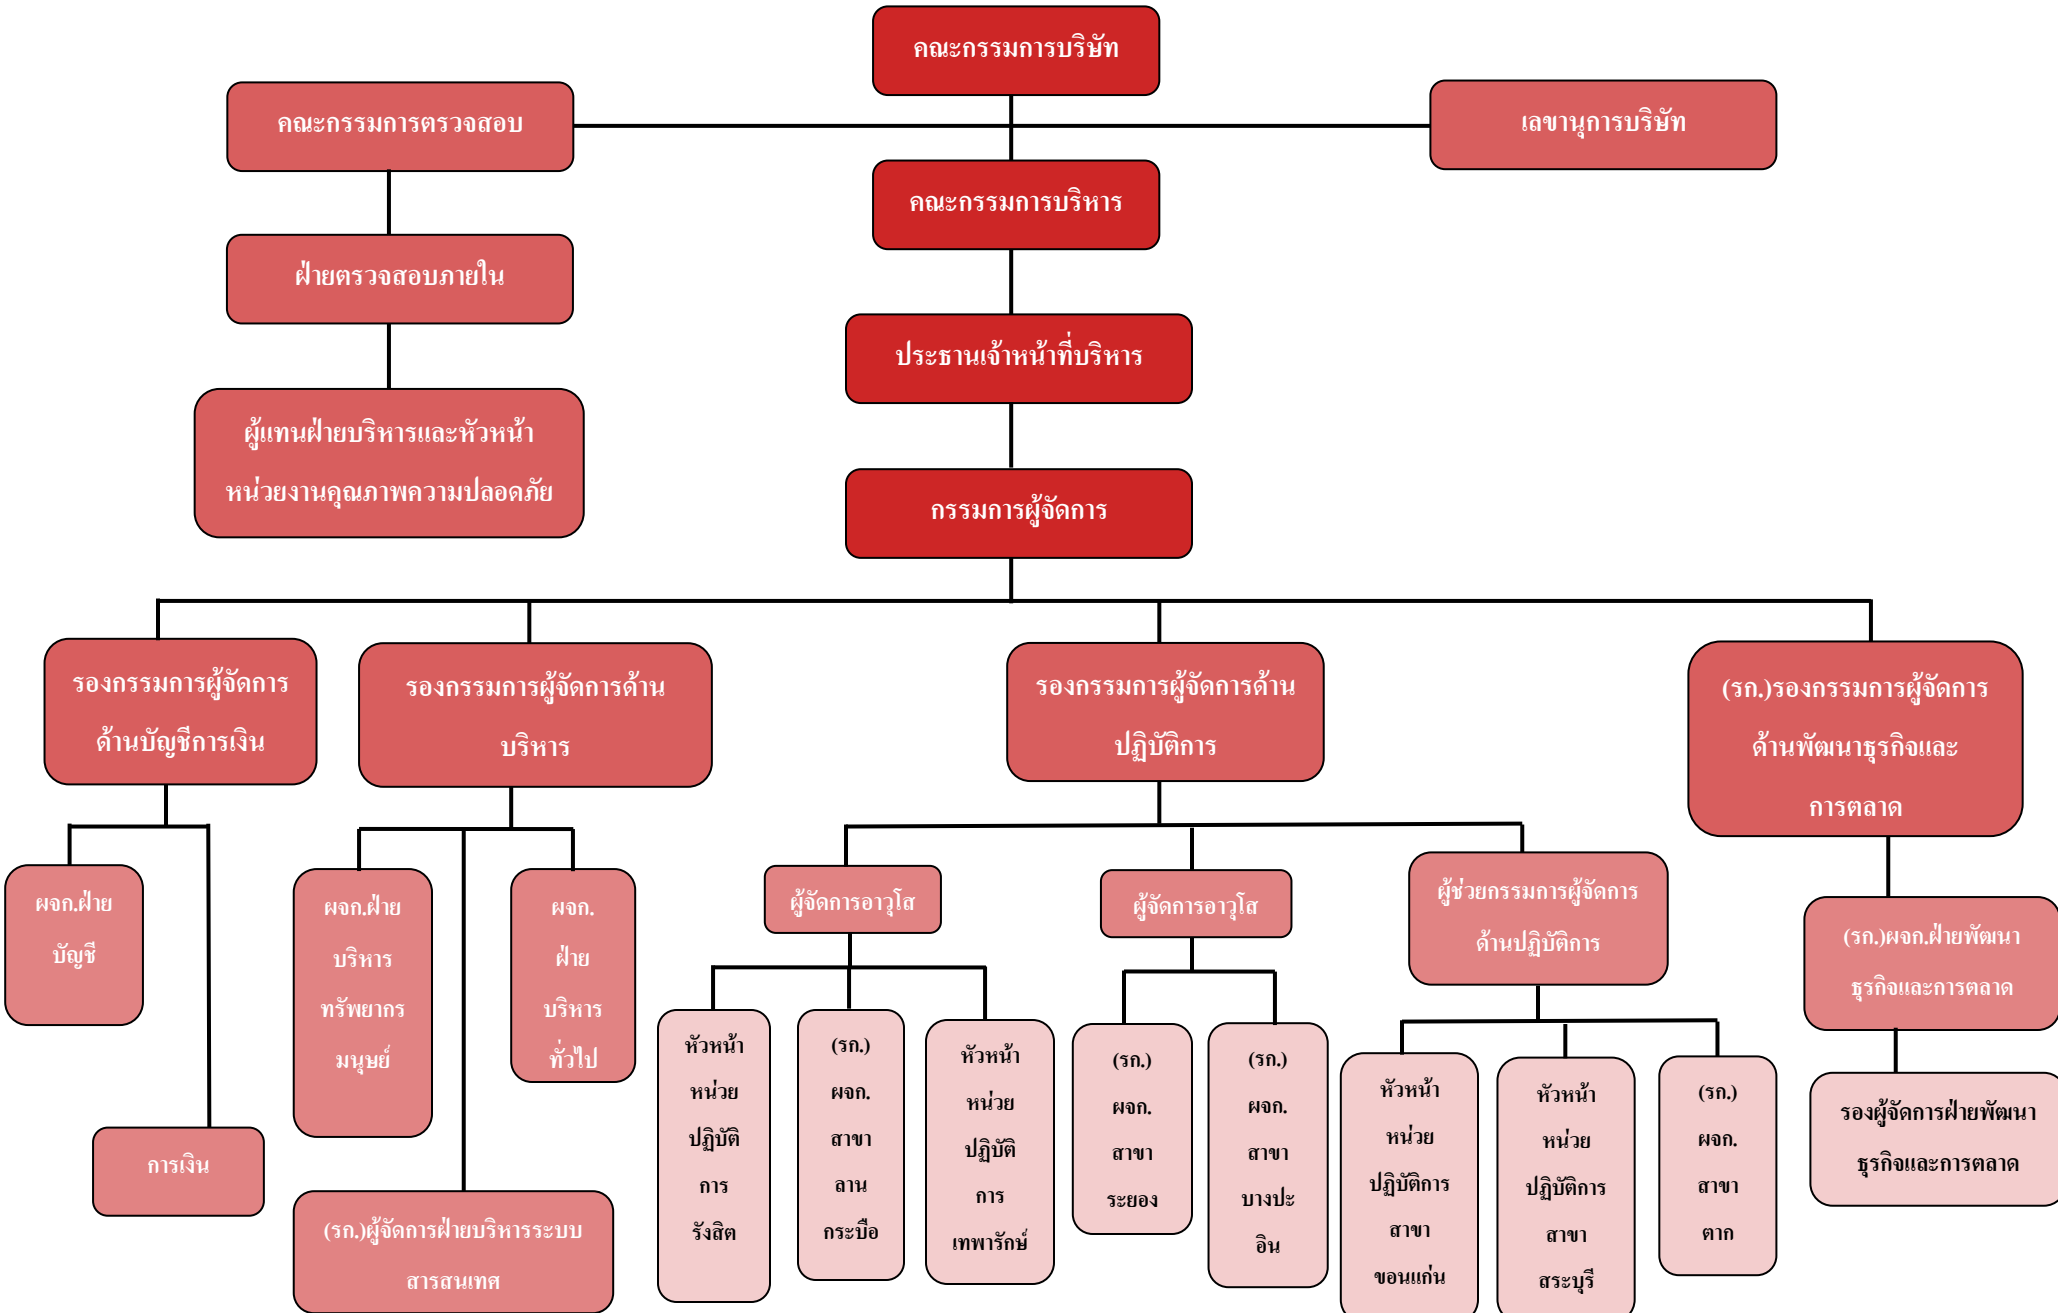 คณะกรรมการบริษัท
คณะกรรมการตรวจสอบ
เลขานุการบริษัท
คณะกรรมการบริหาร
ฝ่ายตรวจสอบภายใน
ประธานเจ้าหน้าที่บริหาร
ผู้แทนฝ่ายบริหารและหัวหน้า
หน่วยงานคุณภาพความปลอดภัย
กรรมการผู้จัดการ
รองกรรมการผู้จัดการ
ด้านบัญชีการเงิน
รองกรรมการผู้จัดการด้าน
บริหาร
รองกรรมการผู้จัดการด้าน
ปฏิบัติการ
(รก.)รองกรรมการผู้จัดการ
ด้านพัฒนาธุรกิจและ
การตลาด
ผจก.ฝ่าย
บัญชี
การเงิน
ผจก.ฝ่าย
บริหาร
ทรัพยากร
มนุษย์
ผจก.
ฝ่าย
บริหาร
ทั่วไป
(รก.)ผู้จัดการฝ่ายบริหารระบบ
สารสนเทศ
ผู้จัดการอาวุโส
ผู้จัดการอาวุโส
ผู้ช่วยกรรมการผู้จัดการ
ด้านปฏิบัติการ
(รก.)ผจก.ฝ่ายพัฒนา
ธุรกิจและการตลาด
หัวหน้า
หน่วย
ปฏิบัติ
การ
รังสิต
(รก.)
ผจก.
สาขา
ลาน
กระบือ
หัวหน้า
หน่วย
ปฏิบัติ
การ
เทพารักษ์
(รก.)
ผจก.
สาขา
ระยอง
(รก.)
ผจก.
สาขา
บางปะ
อิน
หัวหน้า
หน่วย
ปฏิบัติการ
สาขา
ขอนแก่น
หัวหน้า
หน่วย
ปฏิบัติการ
สาขา
สระบุรี
(รก.)
ผจก.
สาขา
ตาก
รองผู้จัดการฝ่ายพัฒนา
ธุรกิจและการตลาด